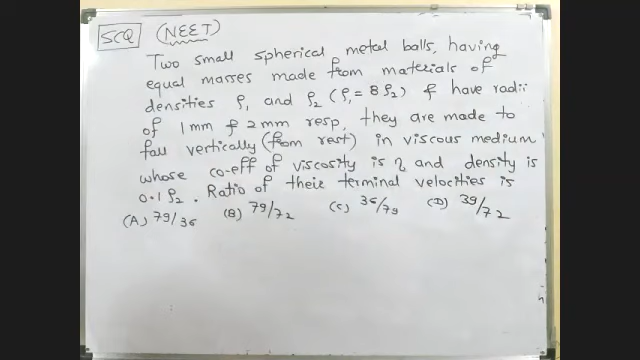 SCQ (NEET)
Two small spherical metal balls, having
equal masses made from materials of
densities ρ₁ and ρ₂ (ρ₁ = 8ρ₂) & have radii
of 1mm & 2mm resp, they are made to
fall vertically (from rest) in viscous medium
whose co-eff of viscosity is η and density is
0.1ρ₂. Ratio of their terminal velocities is
(A) 79/36 (B) 79/72 (C) 36/79 (D) 39/72